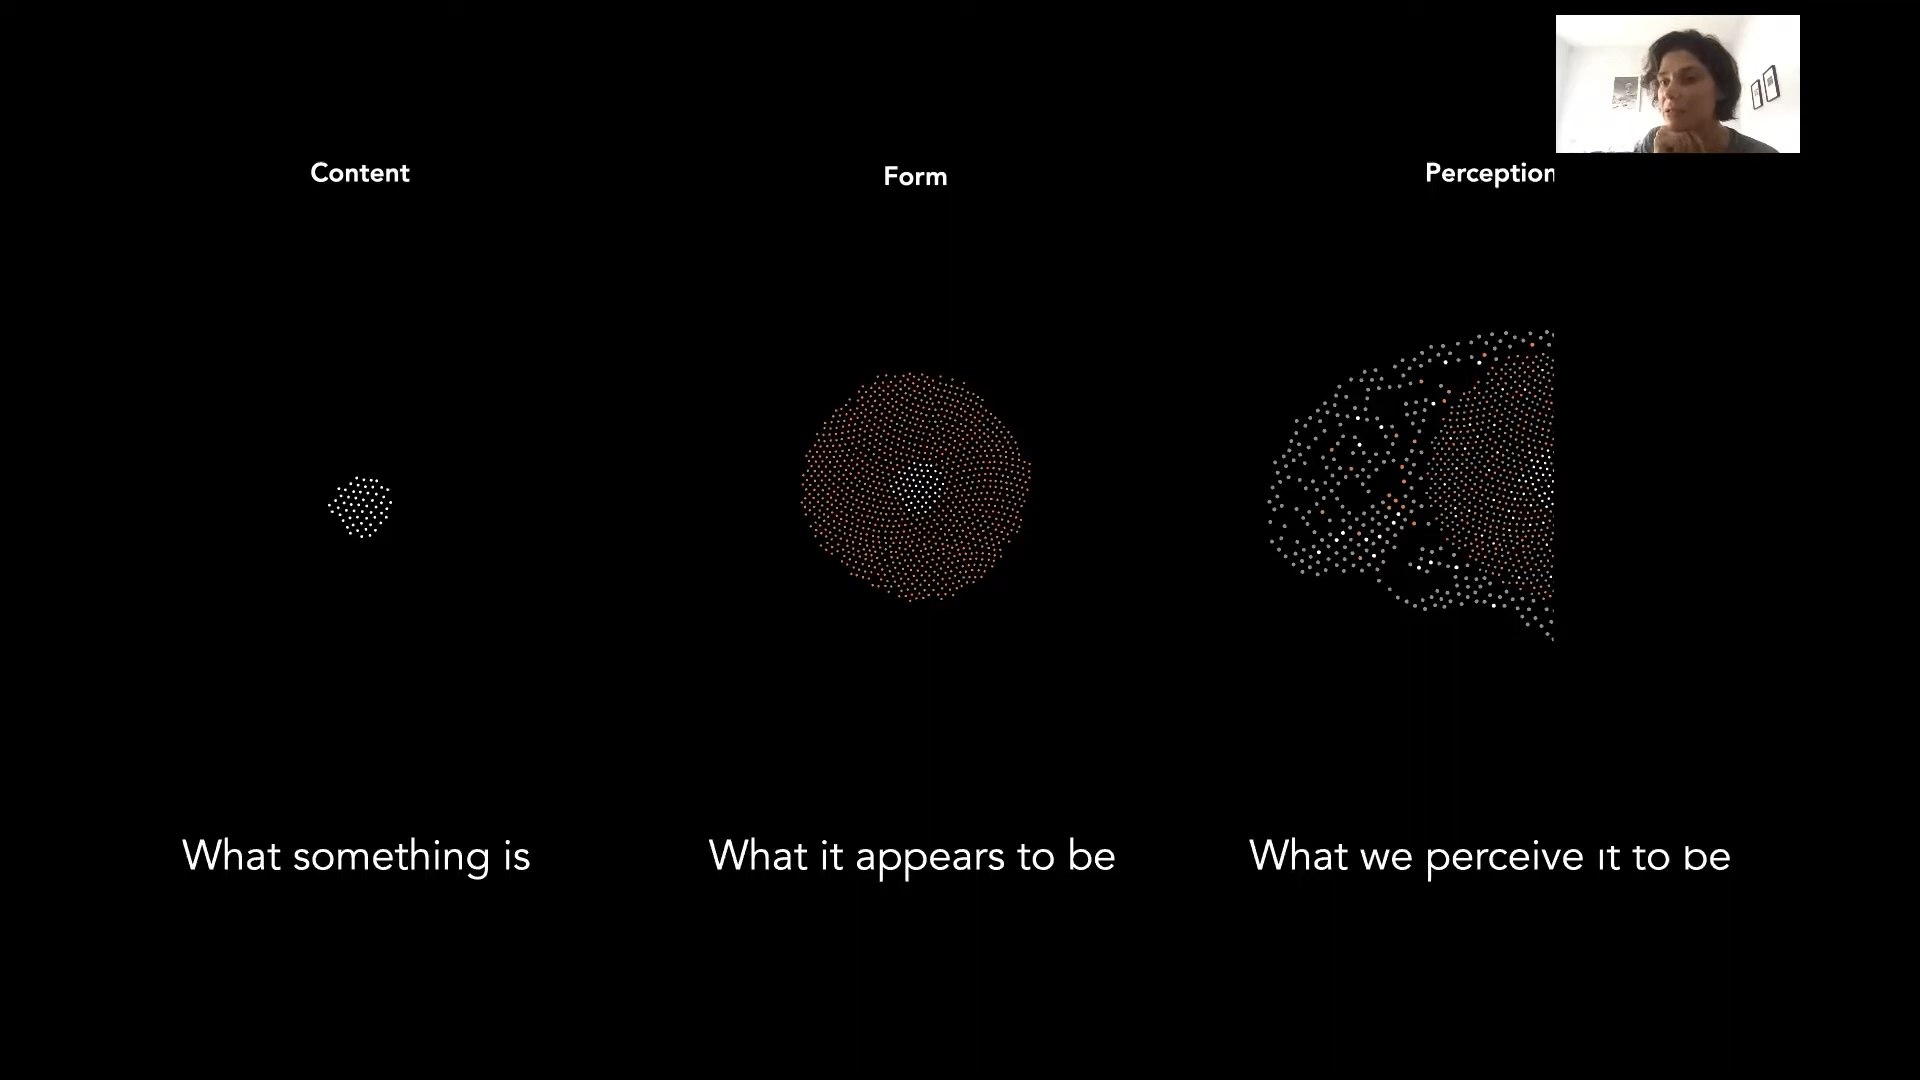 Content
Form
Perception
What something is
What it appears to be
What we perceive it to be